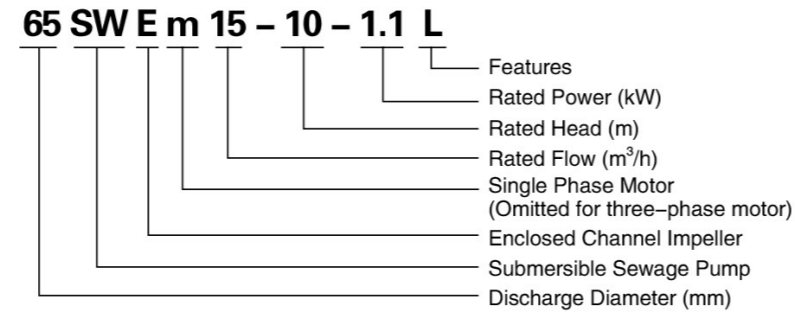 65 SW E m 15 – 10 – 1.1 L
Features
Rated Power (kW)
Rated Head (m)
Rated Flow (m³/h)
Single Phase Motor
(Omitted for three–phase motor)
Enclosed Channel Impeller
Submersible Sewage Pump
Discharge Diameter (mm)